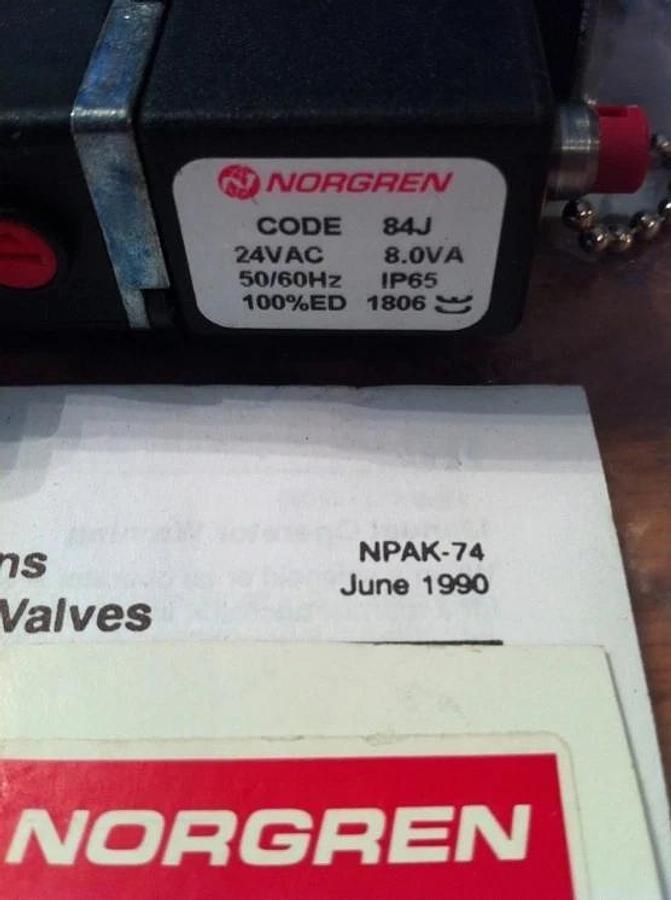 NORGREN
CODE 84J
24VAC 8.0VA
50/60Hz IP65
100%ED 1806
NPAK-74
ns
June 1990
Valves
NORGREN